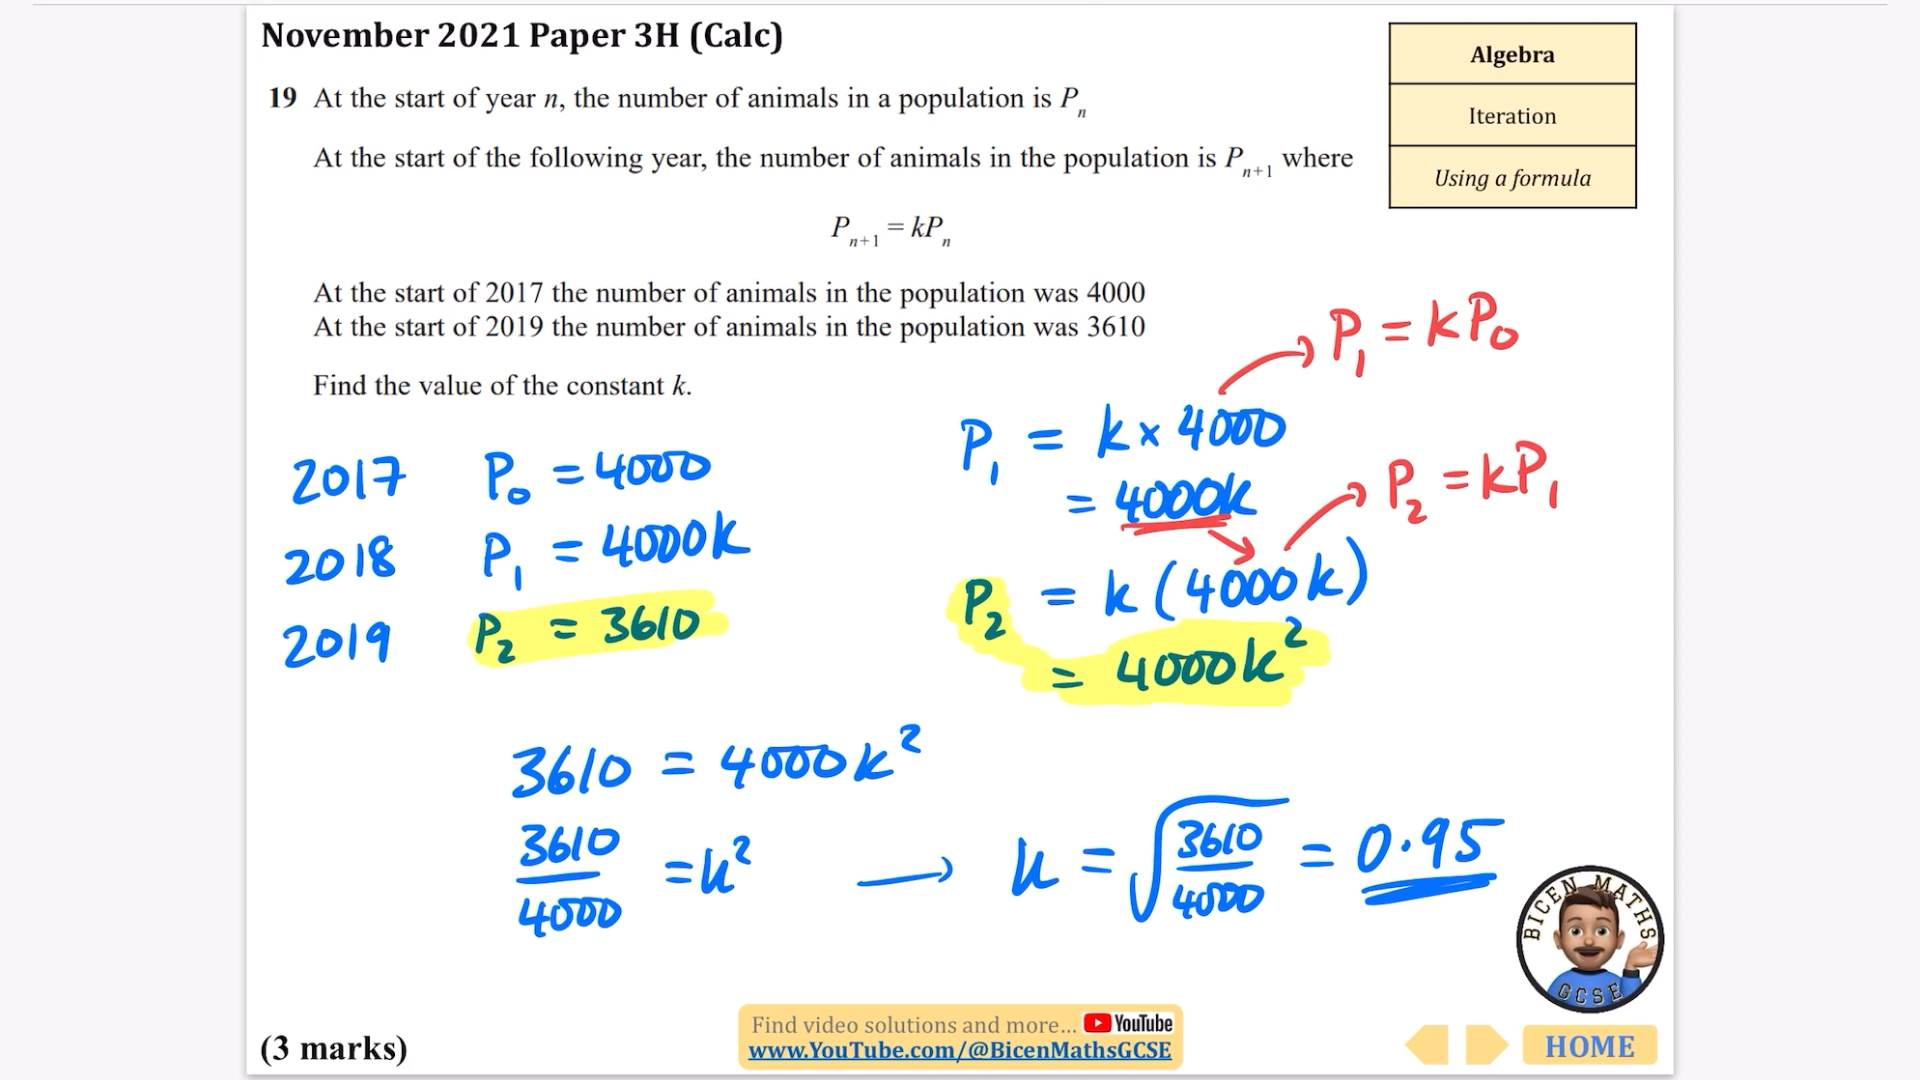 November 2021 Paper 3H (Calc)
Algebra
Iteration
Using a formula
19 At the start of year n, the number of animals in a population is Pₙ
At the start of the following year, the number of animals in the population is Pₙ₊₁ where
Pₙ₊₁ = kPₙ
At the start of 2017 the number of animals in the population was 4000
At the start of 2019 the number of animals in the population was 3610
Find the value of the constant k.
2017 P₀ = 4000
2018 P₁ = 4000k
2019 P₂ = 3610
P₁ = kP₀
P₁ = k × 4000
= 4000k
P₂ = kP₁
P₂ = k(4000k)
= 4000k²
3610 = 4000k²
3610/4000 = k² → k = √(3610/4000) = 0.95
BICEN MATHS
GCSE
(3 marks)
Find video solutions and more... YouTube
www.YouTube.com/@BicenMathsGCSE
HOME